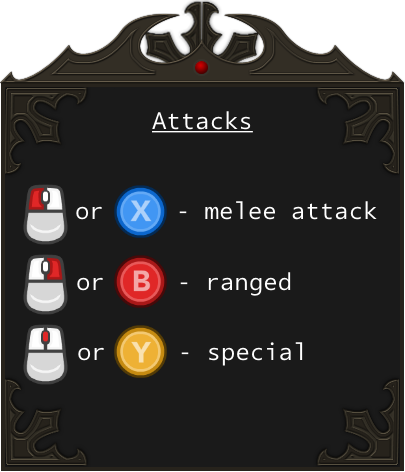 Attacks
or X - melee attack
or B - ranged
or Y - special